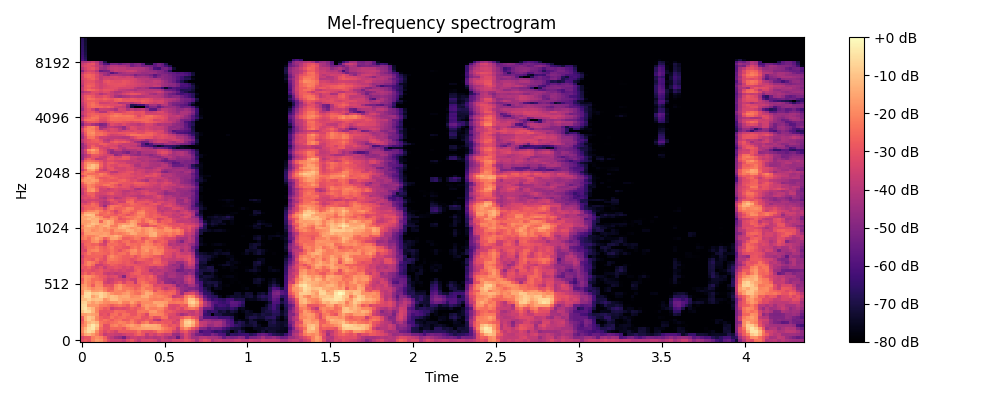 Mel-frequency spectrogram
+0 dB
8192
-10 dB
4096
-20 dB
-30 dB
2048
Hz
-40 dB
1024
-50 dB
512
-60 dB
-70 dB
0
-80 dB
0 0.5 1 1.5 2 2.5 3 3.5 4
Time